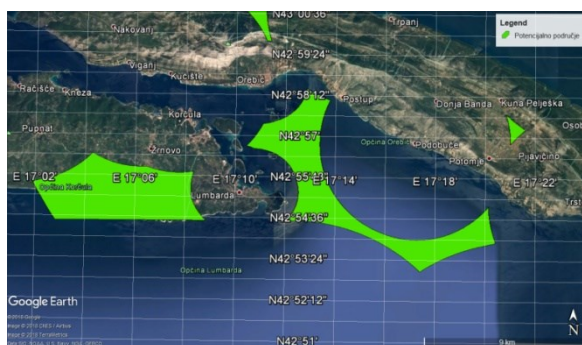 N43°00'36"
Legend
Potencijalno područje
Nakovanj
Trpanj
N42°59'24"
Viganj
Kućište
Orebić
Račišće
Kneza
N42°58'12"
Postup
Donja Banda
Kuna Pelješka
Korčula
Pupnat
Žrnovo
N42°57'
Općina Orebić
Podobuče
Potomje
Pijavičino
E 17°02'
E 17°06'
E 17°10'
E 17°14'
E 17°18'
E 17°22'
Općina Korčula
Lumbarda
N42°54'36"
Općina Lumbarda
N42°53'24"
N42°52'12"
Google Earth
N42°51'
9 km
N